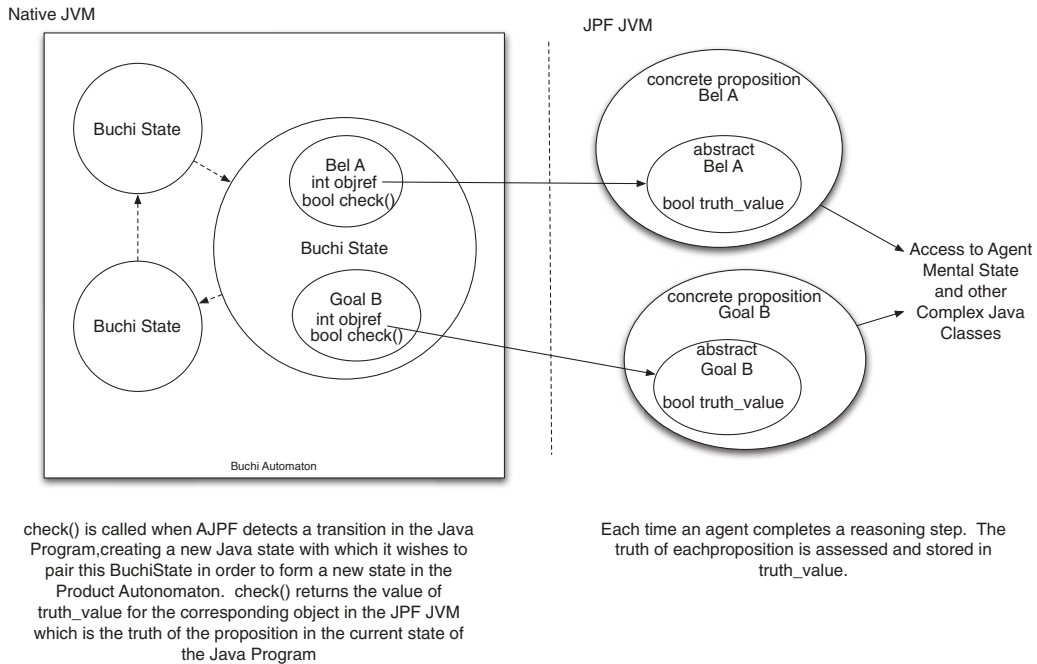 Native JVM
JPF JVM
Buchi State
Bel A
int objref
bool check()
Buchi State
Goal B
int objref
bool check()
Buchi State
Buchi Automaton
concrete proposition
Bel A
abstract
Bel A
bool truth_value
concrete proposition
Goal B
abstract
Goal B
bool truth_value
Access to Agent
Mental State
and other
Complex Java
Classes
check() is called when AJPF detects a transition in the Java
Program,creating a new Java state with which it wishes to
pair this BuchiState in order to form a new state in the
Product Autonomaton.  check() returns the value of
truth_value for the corresponding object in the JPF JVM
which is the truth of the proposition in the current state of
the Java Program
Each time an agent completes a reasoning step.  The
truth of eachproposition is assessed and stored in
truth_value.